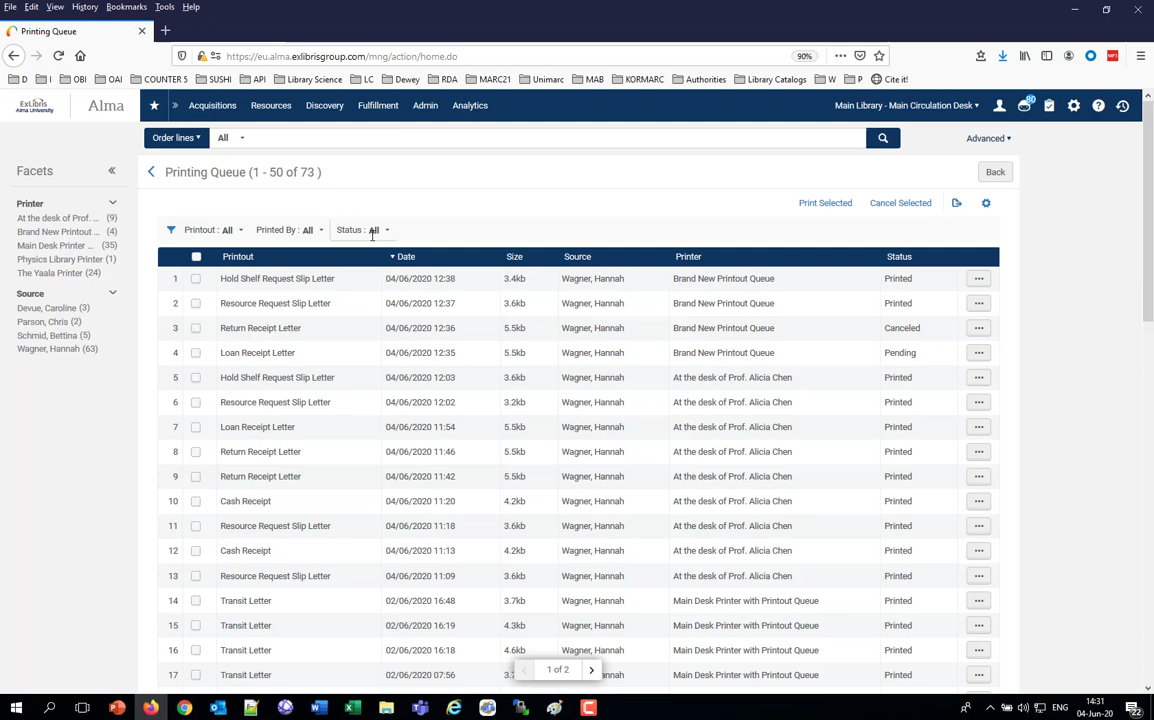 File Edit View History Bookmarks Tools Help
Printing Queue
https://eu.alma.exlibrisgroup.com/mng/action/home.do 90%
D I OBI OAI COUNTER 5 SUSHI API Library Science LC Dewey RDA MARC21 Unimarc MAB KORMARC Authorities Library Catalogs W P Cite it!
ExLibris Alma University Alma Acquisitions Resources Discovery Fulfillment Admin Analytics Main Library - Main Circulation Desk 80
Order lines All Advanced
Facets
Printing Queue (1 - 50 of 73 ) Back
Printer
At the desk of Prof. ... (9)
Brand New Printout ... (4)
Main Desk Printer ... (35)
Physics Library Printer (1)
The Yaala Printer (24)
Source
Devue, Caroline (3)
Parson, Chris (2)
Schmid, Bettina (5)
Wagner, Hannah (63)
Print Selected Cancel Selected
Printout : All Printed By : All Status : All
Printout Date Size Source Printer Status
1 Hold Shelf Request Slip Letter 04/06/2020 12:38 3.4kb Wagner, Hannah Brand New Printout Queue Printed
2 Resource Request Slip Letter 04/06/2020 12:37 3.6kb Wagner, Hannah Brand New Printout Queue Printed
3 Return Receipt Letter 04/06/2020 12:36 5.5kb Wagner, Hannah Brand New Printout Queue Canceled
4 Loan Receipt Letter 04/06/2020 12:35 5.5kb Wagner, Hannah Brand New Printout Queue Pending
5 Hold Shelf Request Slip Letter 04/06/2020 12:03 3.6kb Wagner, Hannah At the desk of Prof. Alicia Chen Printed
6 Resource Request Slip Letter 04/06/2020 12:02 3.2kb Wagner, Hannah At the desk of Prof. Alicia Chen Printed
7 Loan Receipt Letter 04/06/2020 11:54 5.5kb Wagner, Hannah At the desk of Prof. Alicia Chen Printed
8 Return Receipt Letter 04/06/2020 11:46 5.5kb Wagner, Hannah At the desk of Prof. Alicia Chen Printed
9 Return Receipt Letter 04/06/2020 11:42 5.5kb Wagner, Hannah At the desk of Prof. Alicia Chen Printed
10 Cash Receipt 04/06/2020 11:20 4.2kb Wagner, Hannah At the desk of Prof. Alicia Chen Printed
11 Resource Request Slip Letter 04/06/2020 11:18 3.6kb Wagner, Hannah At the desk of Prof. Alicia Chen Printed
12 Cash Receipt 04/06/2020 11:13 4.2kb Wagner, Hannah At the desk of Prof. Alicia Chen Printed
13 Resource Request Slip Letter 04/06/2020 11:09 3.6kb Wagner, Hannah At the desk of Prof. Alicia Chen Printed
14 Transit Letter 02/06/2020 16:48 3.7kb Wagner, Hannah Main Desk Printer with Printout Queue Printed
15 Transit Letter 02/06/2020 16:19 4.3kb Wagner, Hannah Main Desk Printer with Printout Queue Printed
16 Transit Letter 02/06/2020 16:18 4.6kb Wagner, Hannah Main Desk Printer with Printout Queue Printed
17 Transit Letter 02/06/2020 07:56 Wagner, Hannah Main Desk Printer with Printout Queue Printed
1 of 2
ENG 14:31
04-Jun-20 22